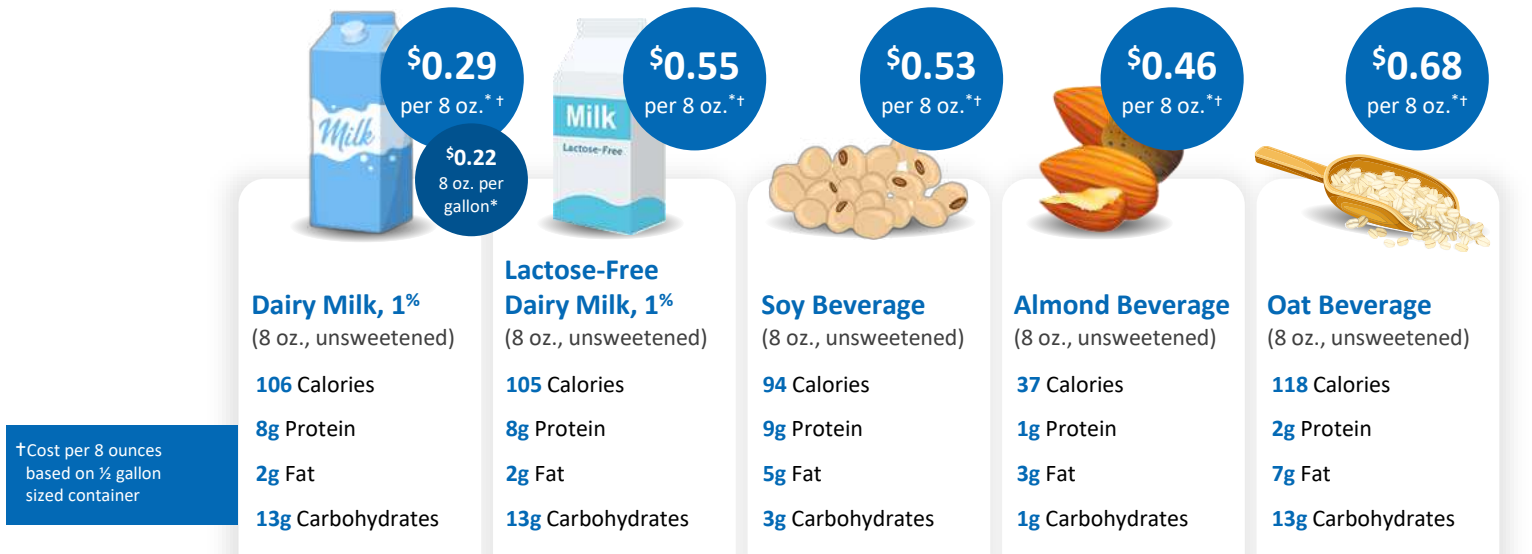 $0.29
per 8 oz.*†
$0.22
8 oz. per
gallon*
Milk
$0.55
per 8 oz.*†
Milk
Lactose-Free
$0.53
per 8 oz.*†
$0.46
per 8 oz.*†
$0.68
per 8 oz.*†
Dairy Milk, 1%
(8 oz., unsweetened)
106 Calories
8g Protein
2g Fat
13g Carbohydrates
Lactose-Free
Dairy Milk, 1%
(8 oz., unsweetened)
105 Calories
8g Protein
2g Fat
13g Carbohydrates
Soy Beverage
(8 oz., unsweetened)
94 Calories
9g Protein
5g Fat
3g Carbohydrates
Almond Beverage
(8 oz., unsweetened)
37 Calories
1g Protein
3g Fat
1g Carbohydrates
Oat Beverage
(8 oz., unsweetened)
118 Calories
2g Protein
7g Fat
13g Carbohydrates
†Cost per 8 ounces
based on ½ gallon
sized container